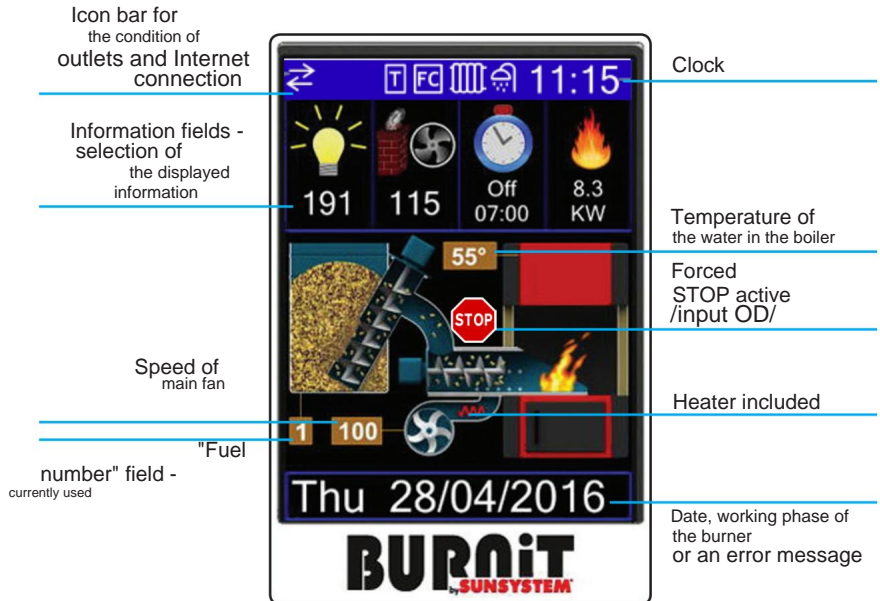 Icon bar for
the condition of
outlets and Internet
connection
Information fields -
selection of
the displayed
information
Speed of
main fan
"Fuel
number" field -
currently used
T FC 11:15
191 115 Off 8.3
07:00 KW
55°
STOP
1 100
Thu 28/04/2016
BURNiT
by SUNSYSTEM
Clock
Temperature of
the water in the boiler
Forced
STOP active
/input OD/
Heater included
Date, working phase of
the burner
or an error message